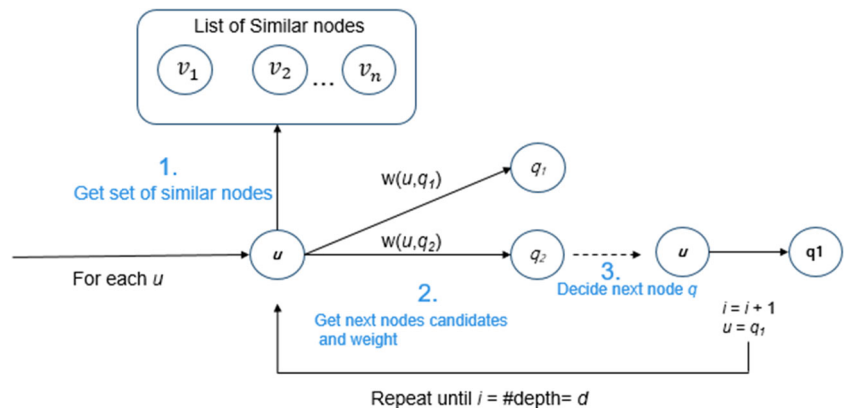 List of Similar nodes
v₁ v₂ ... vₙ
1.
Get set of similar nodes
w(u,q₁)
q₁
For each u
u
w(u,q₂)
q₂
2.
Get next nodes candidates
and weight
3.
Decide next node q
u
q1
i = i + 1
u = q₁
Repeat until i = #depth= d